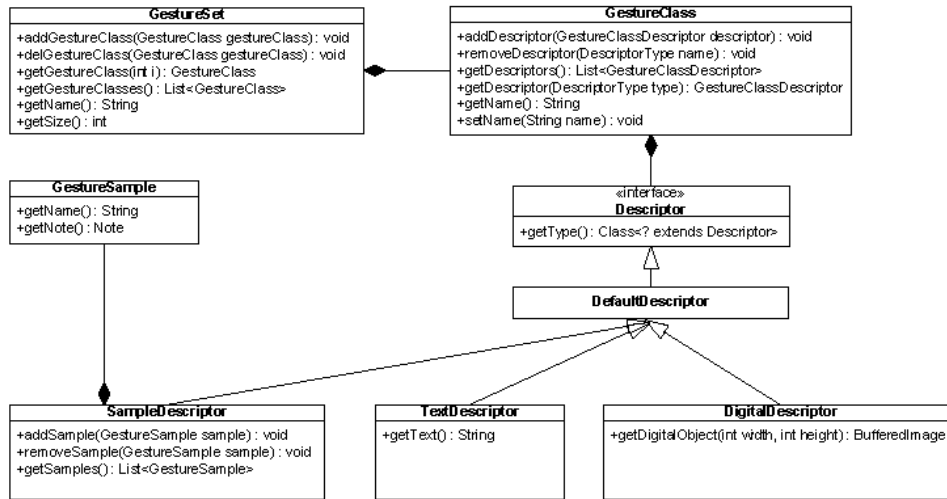 GestureSet
+addGestureClass(GestureClass gestureClass) : void
+delGestureClass(GestureClass gestureClass) : void
+getGestureClass(int i) : GestureClass
+getGestureClasses() : List<GestureClass>
+getName() : String
+getSize() : int
GestureClass
+addDescriptor(GestureClassDescriptor descriptor) : void
+removeDescriptor(DescriptorType name) : void
+getDescriptors() : List<GestureClassDescriptor>
+getDescriptor(DescriptorType type) : GestureClassDescriptor
+getName() : String
+setName(String name) : void
GestureSample
+getName() : String
+getNote() : Note
«interface»
Descriptor
+getType() : Class<? extends Descriptor>
DefaultDescriptor
SampleDescriptor
+addSample(GestureSample sample) : void
+removeSample(GestureSample sample) : void
+getSamples() : List<GestureSample>
TextDescriptor
+getText() : String
DigitalDescriptor
+getDigitalObject(int width, int height) : BufferedImage